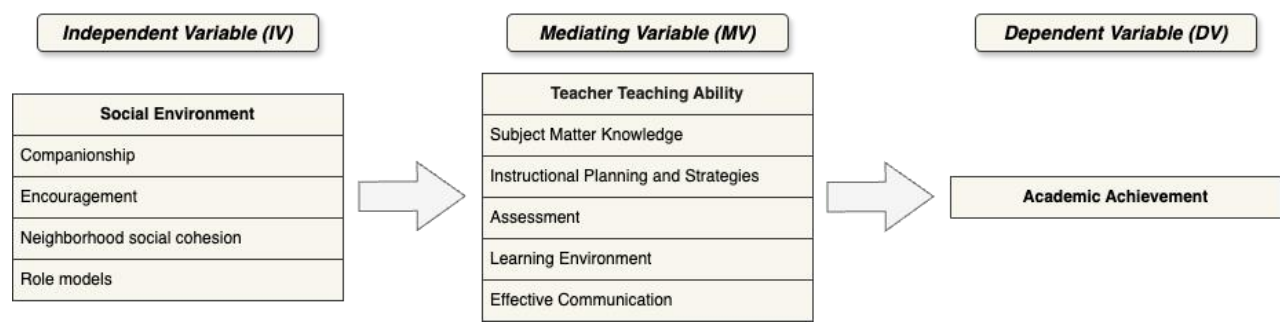 Independent Variable (IV)
Mediating Variable (MV)
Dependent Variable (DV)
Social Environment
Companionship
Encouragement
Neighborhood social cohesion
Role models
Teacher Teaching Ability
Subject Matter Knowledge
Instructional Planning and Strategies
Assessment
Learning Environment
Effective Communication
Academic Achievement